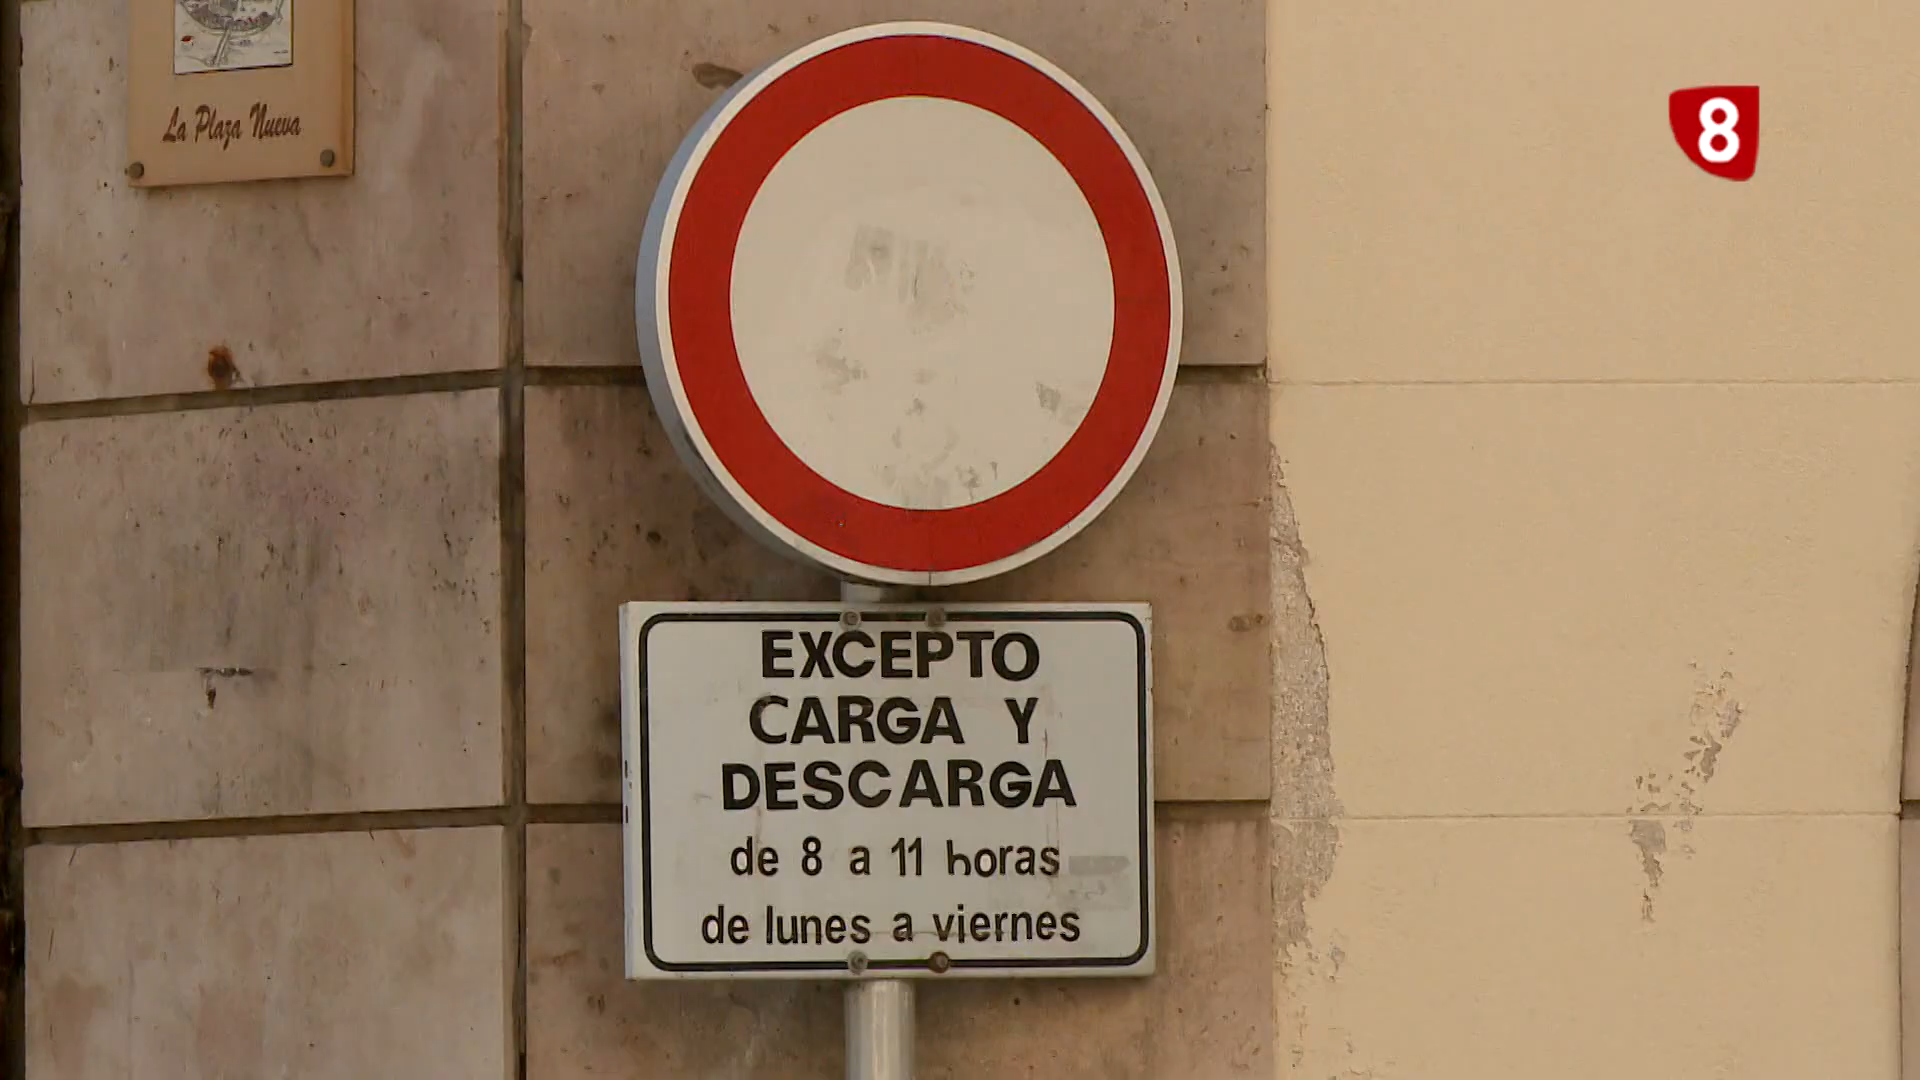 La Plaza Nueva
8
EXCEPTO
CARGA Y
DESCARGA
de 8 a 11 horas
de lunes a viernes